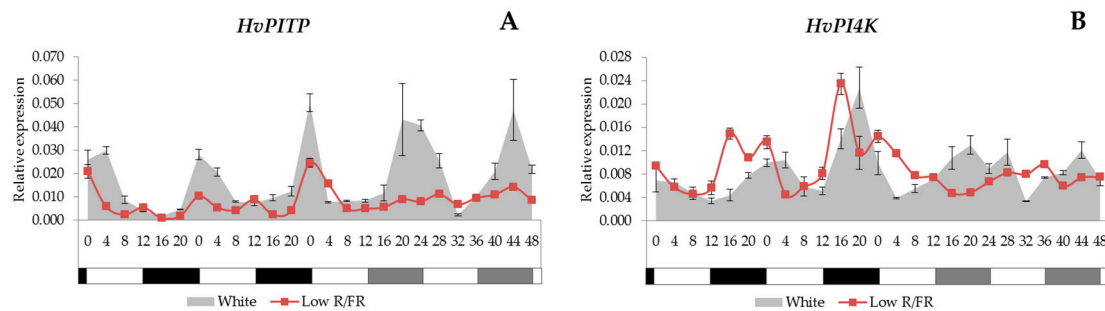 HvPITP A
Relative expression
0.070
0.060
0.050
0.040
0.030
0.020
0.010
0.000
0 4 8 12 16 20 0 4 8 12 16 20 0 4 8 12 16 20 24 28 32 36 40 44 48
White Low R/FR
HvPI4K B
Relative expression
0.028
0.024
0.020
0.016
0.012
0.008
0.004
0.000
0 4 8 12 16 20 0 4 8 12 16 20 0 4 8 12 16 20 24 28 32 36 40 44 48
White Low R/FR